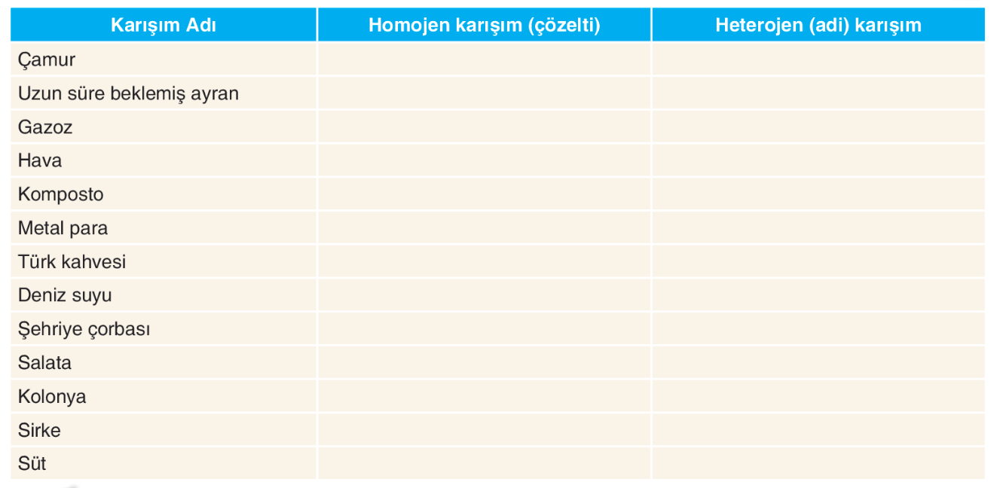 Karışım Adı Homojen karışım (çözelti) Heterojen (adi) karışım
Çamur
Uzun süre beklemiş ayran
Gazoz
Hava
Komposto
Metal para
Türk kahvesi
Deniz suyu
Şehriye çorbası
Salata
Kolonya
Sirke
Süt